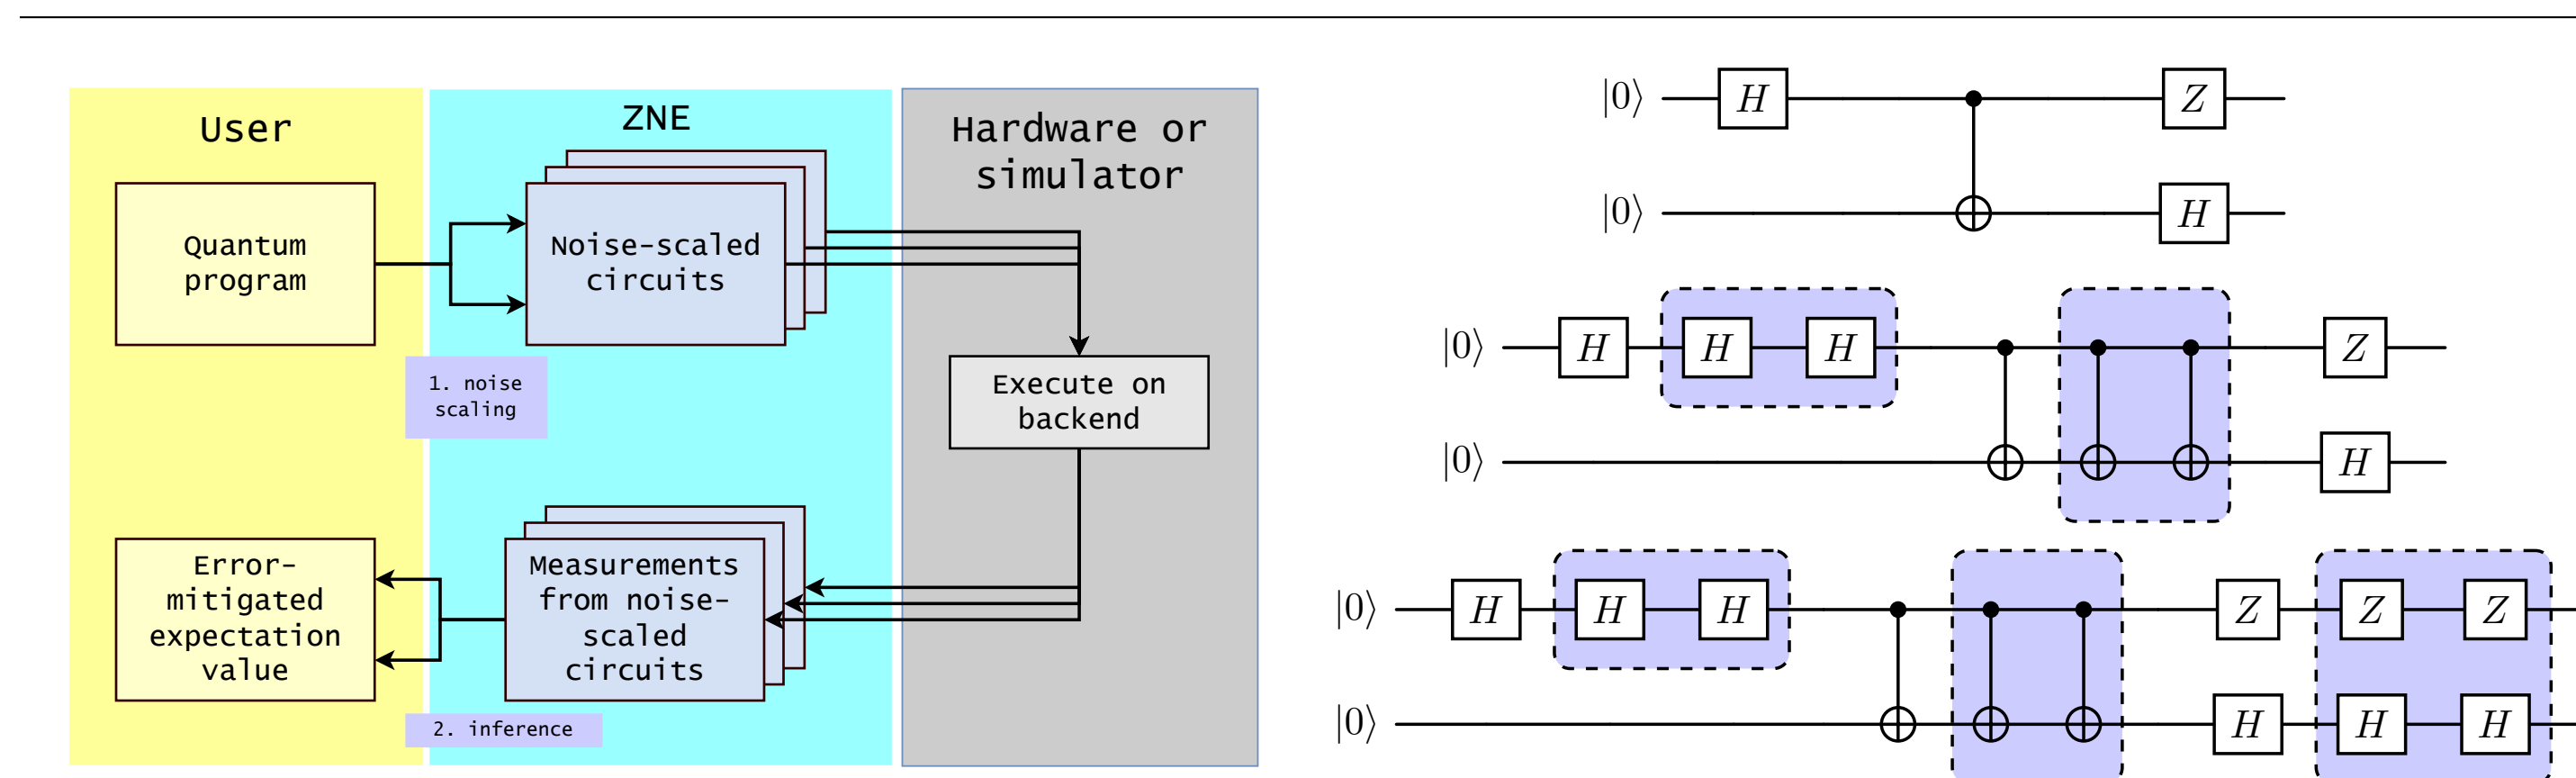 User
ZNE
Hardware or
simulator
Quantum
program
Noise-scaled
circuits
1. noise
scaling
Execute on
backend
Error-
mitigated
expectation
value
Measurements
from noise-
scaled
circuits
2. inference
|0⟩ H Z
|0⟩ H
|0⟩ H H H Z
|0⟩ H
|0⟩ H H H Z Z Z
|0⟩ H H H